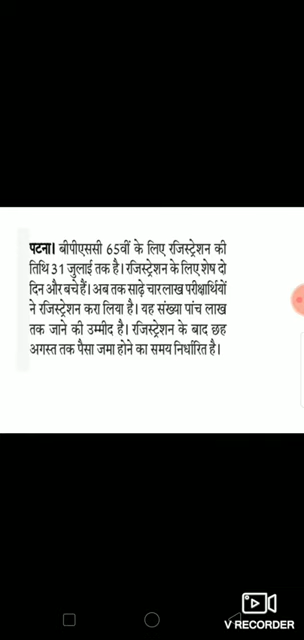 पटना। बीपीएससी 65वीं के लिए रजिस्ट्रेशन की
तिथि 31 जुलाई तक है। रजिस्ट्रेशन के लिए शेष दो
दिन और बचे हैं। अब तक साढ़े चार लाख परीक्षार्थियों
ने रजिस्ट्रेशन करा लिया है। यह संख्या पांच लाख
तक जाने की उम्मीद है। रजिस्ट्रेशन के बाद छह
अगस्त तक पैसा जमा होने का समय निर्धारित है।
V RECORDER